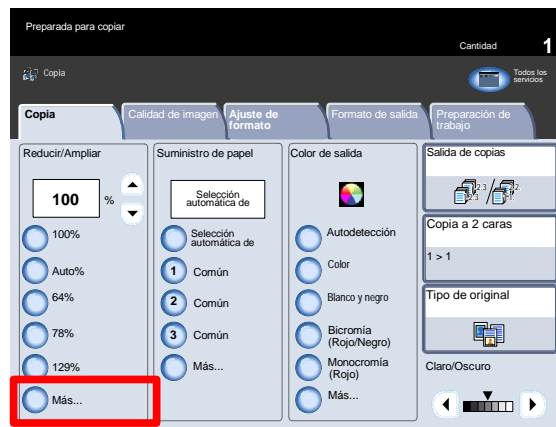 Preparada para copiar
Cantidad 1
Copia
Todos los
servicios
Copia
Calidad de imagen
Ajuste de
formato
Formato de salida
Preparación de
trabajo
Reducir/Ampliar
100 %
100%
Auto%
64%
78%
129%
Más...
Suministro de papel
Selección
automática de
Selección
automática de
1 Común
2 Común
3 Común
Más...
Color de salida
Autodetección
Color
Blanco y negro
Bicromía
(Rojo/Negro)
Monocromía
(Rojo)
Más...
Salida de copias
Copia a 2 caras
1 > 1
Tipo de original
Claro/Oscuro